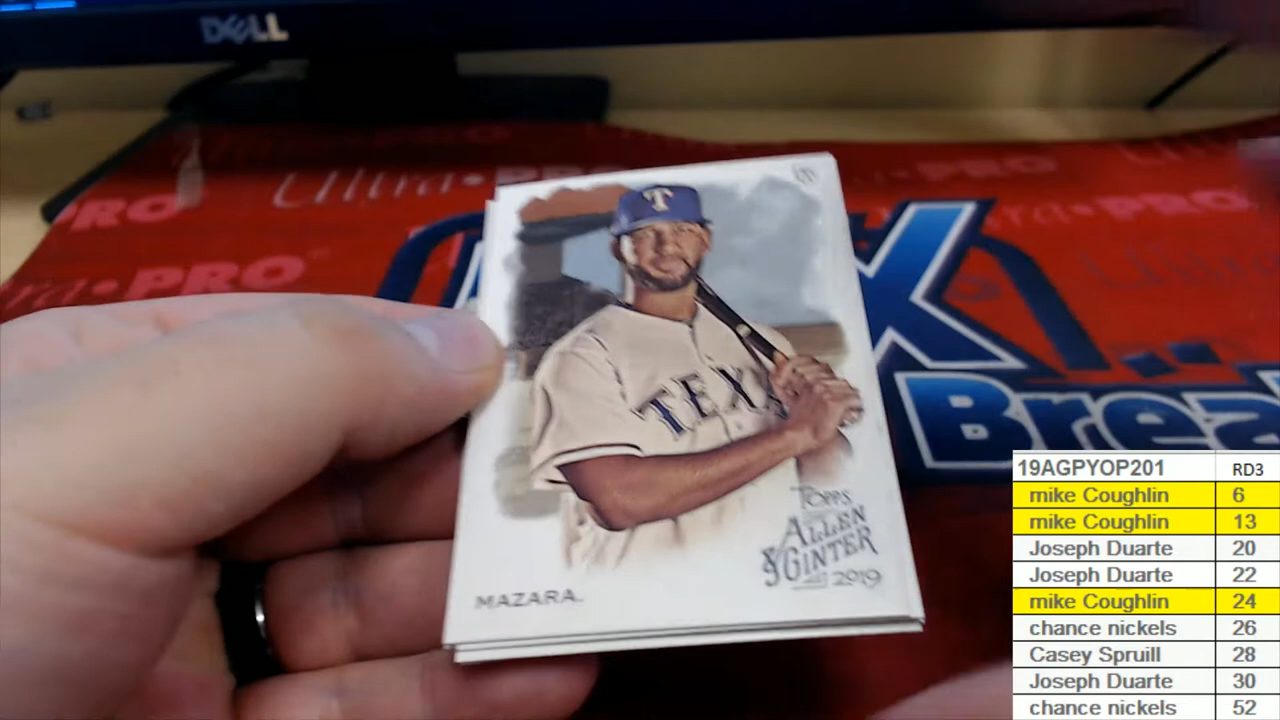 DELL
Ultra•PRO
PRO
Ultra•PRO
PRO
T
TEX
TOPPS
ALLEN
& GINTER
2019
MAZARA.
X
Brea
19AGPYOP201 RD3
mike Coughlin 6
mike Coughlin 13
Joseph Duarte 20
Joseph Duarte 22
mike Coughlin 24
chance nickels 26
Casey Spruill 28
Joseph Duarte 30
chance nickels 52